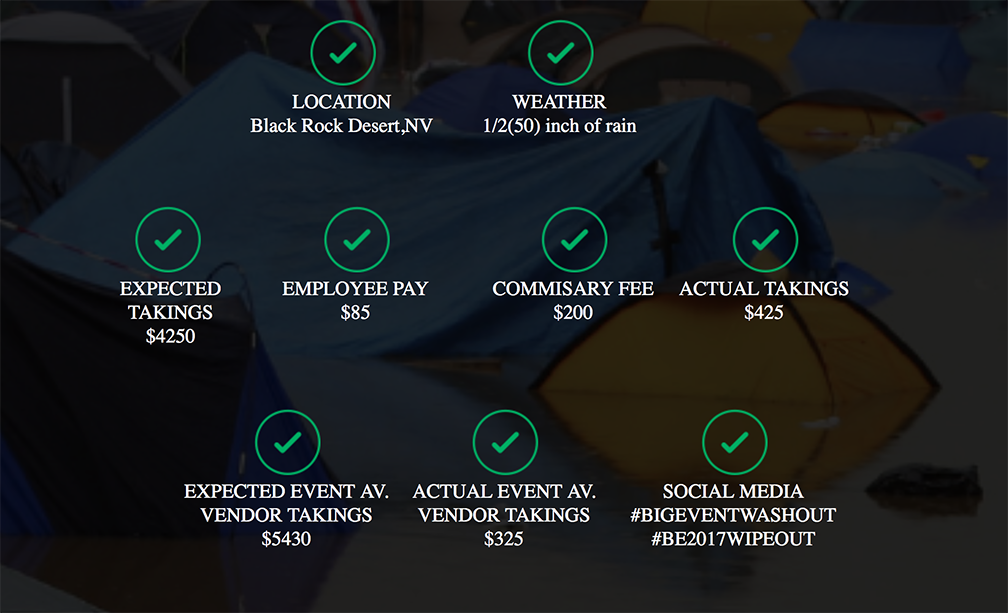 LOCATION
Black Rock Desert,NV
WEATHER
1/2(50) inch of rain
EXPECTED
TAKINGS
$4250
EMPLOYEE PAY
$85
COMMISARY FEE
$200
ACTUAL TAKINGS
$425
EXPECTED EVENT AV.
VENDOR TAKINGS
$5430
ACTUAL EVENT AV.
VENDOR TAKINGS
$325
SOCIAL MEDIA
#BIGEVENTWASHOUT
#BE2017WIPEOUT